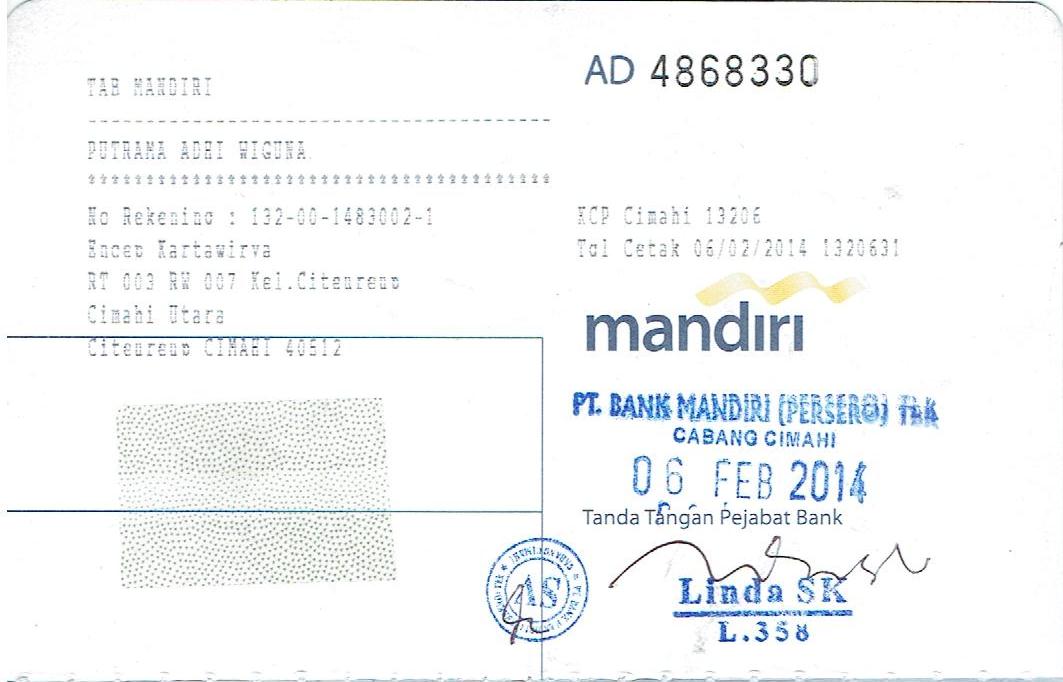 TAB MANDIRI
----------------------------------------
PUTRAMA ADHI WIGUNA
****************************************
No Rekening : 132-00-1483002-1
Encep Kartawirya
RT 003 RW 007 Kel.Citeureup
Cimahi Utara
Citeureup CIMAHI 40512
AD 4868330
KCP Cimahi 13206
Tgl Cetak 06/02/2014 1320631
mandırı
PT. BANK MANDIRI (PERSERO) Tbk
CABANG CIMAHI
06 FEB 2014
Tanda Tangan Pejabat Bank
AS
Linda SK
L.358